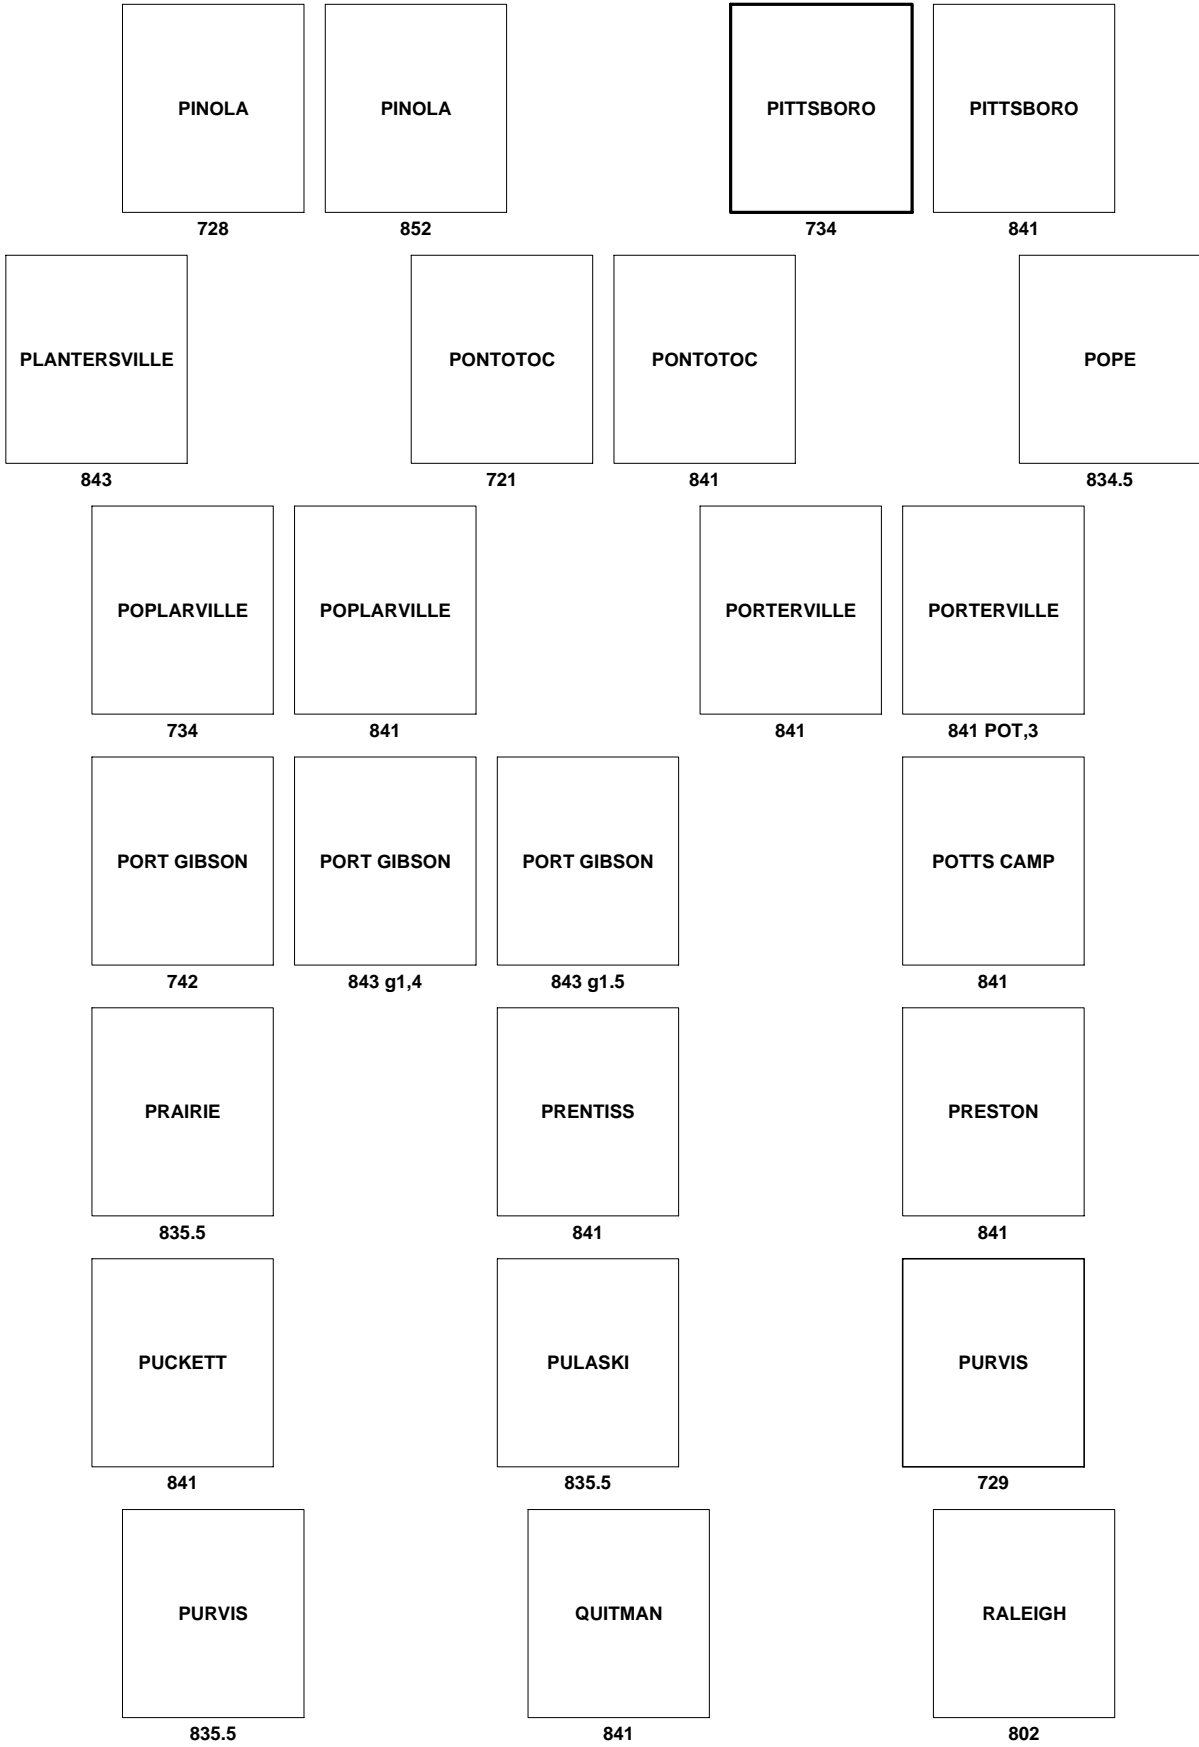 PINOLA PINOLA PITTSBORO PITTSBORO
728 852 734 841
PLANTERSVILLE PONTOTOC PONTOTOC POPE
843 721 841 834.5
POPLARVILLE POPLARVILLE PORTERVILLE PORTERVILLE
734 841 841 841 POT,3
PORT GIBSON PORT GIBSON PORT GIBSON POTTS CAMP
742 843 g1,4 843 g1.5 841
PRAIRIE PRENTISS PRESTON
835.5 841 841
PUCKETT PULASKI PURVIS
841 835.5 729
PURVIS QUITMAN RALEIGH
835.5 841 802